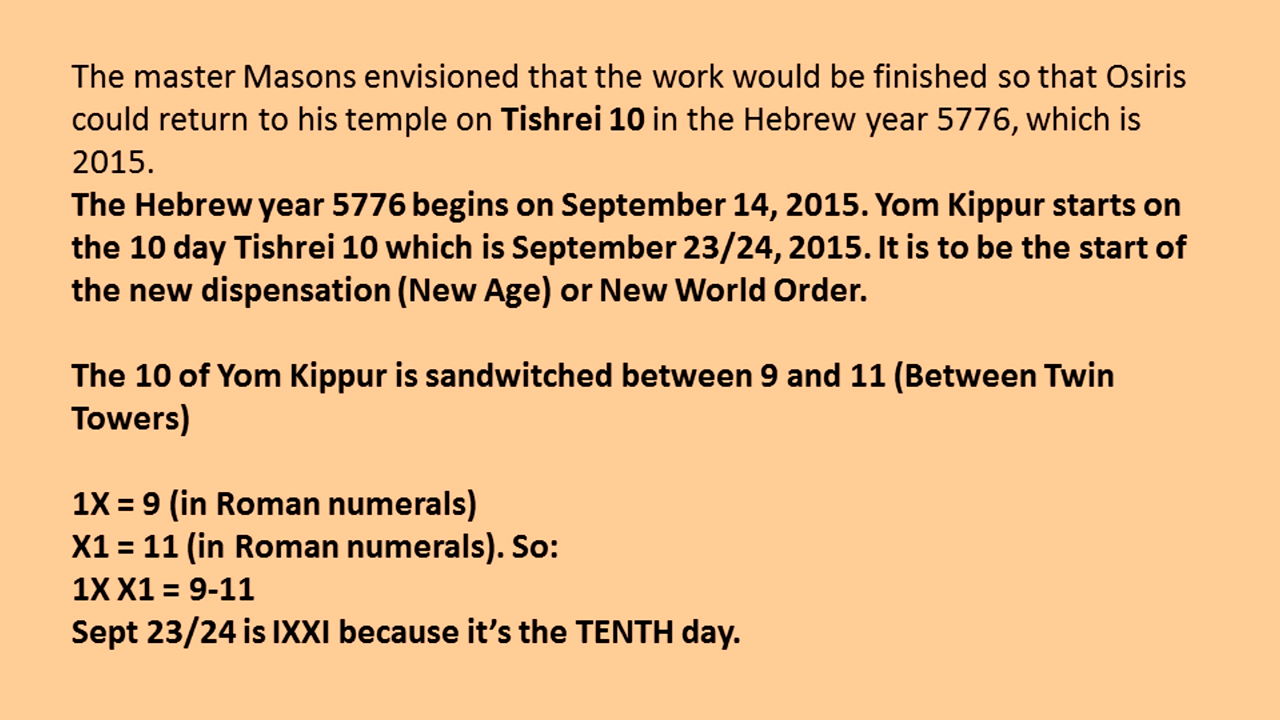 The master Masons envisioned that the work would be finished so that Osiris
could return to his temple on Tishrei 10 in the Hebrew year 5776, which is
2015.
The Hebrew year 5776 begins on September 14, 2015. Yom Kippur starts on
the 10 day Tishrei 10 which is September 23/24, 2015. It is to be the start of
the new dispensation (New Age) or New World Order.
The 10 of Yom Kippur is sandwitched between 9 and 11 (Between Twin
Towers)
1X = 9 (in Roman numerals)
X1 = 11 (in Roman numerals). So:
1X X1 = 9-11
Sept 23/24 is IXXI because it’s the TENTH day.